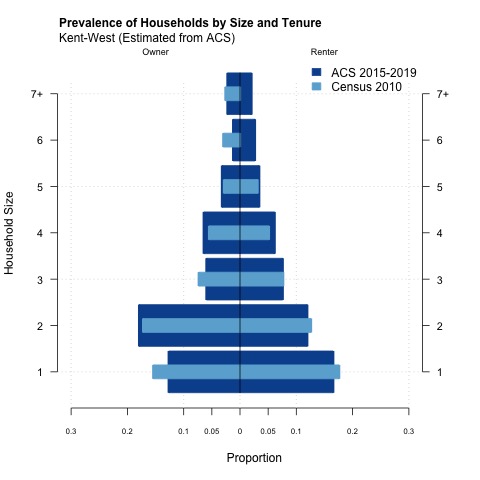 Prevalence of Households by Size and Tenure
Kent-West (Estimated from ACS)
Owner
Renter
ACS 2015-2019
Census 2010
Household Size
7+
7+
6
6
5
5
4
4
3
3
2
2
1
1
0.3
0.2
0.1
0.05
0
0.05
0.1
0.2
0.3
Proportion